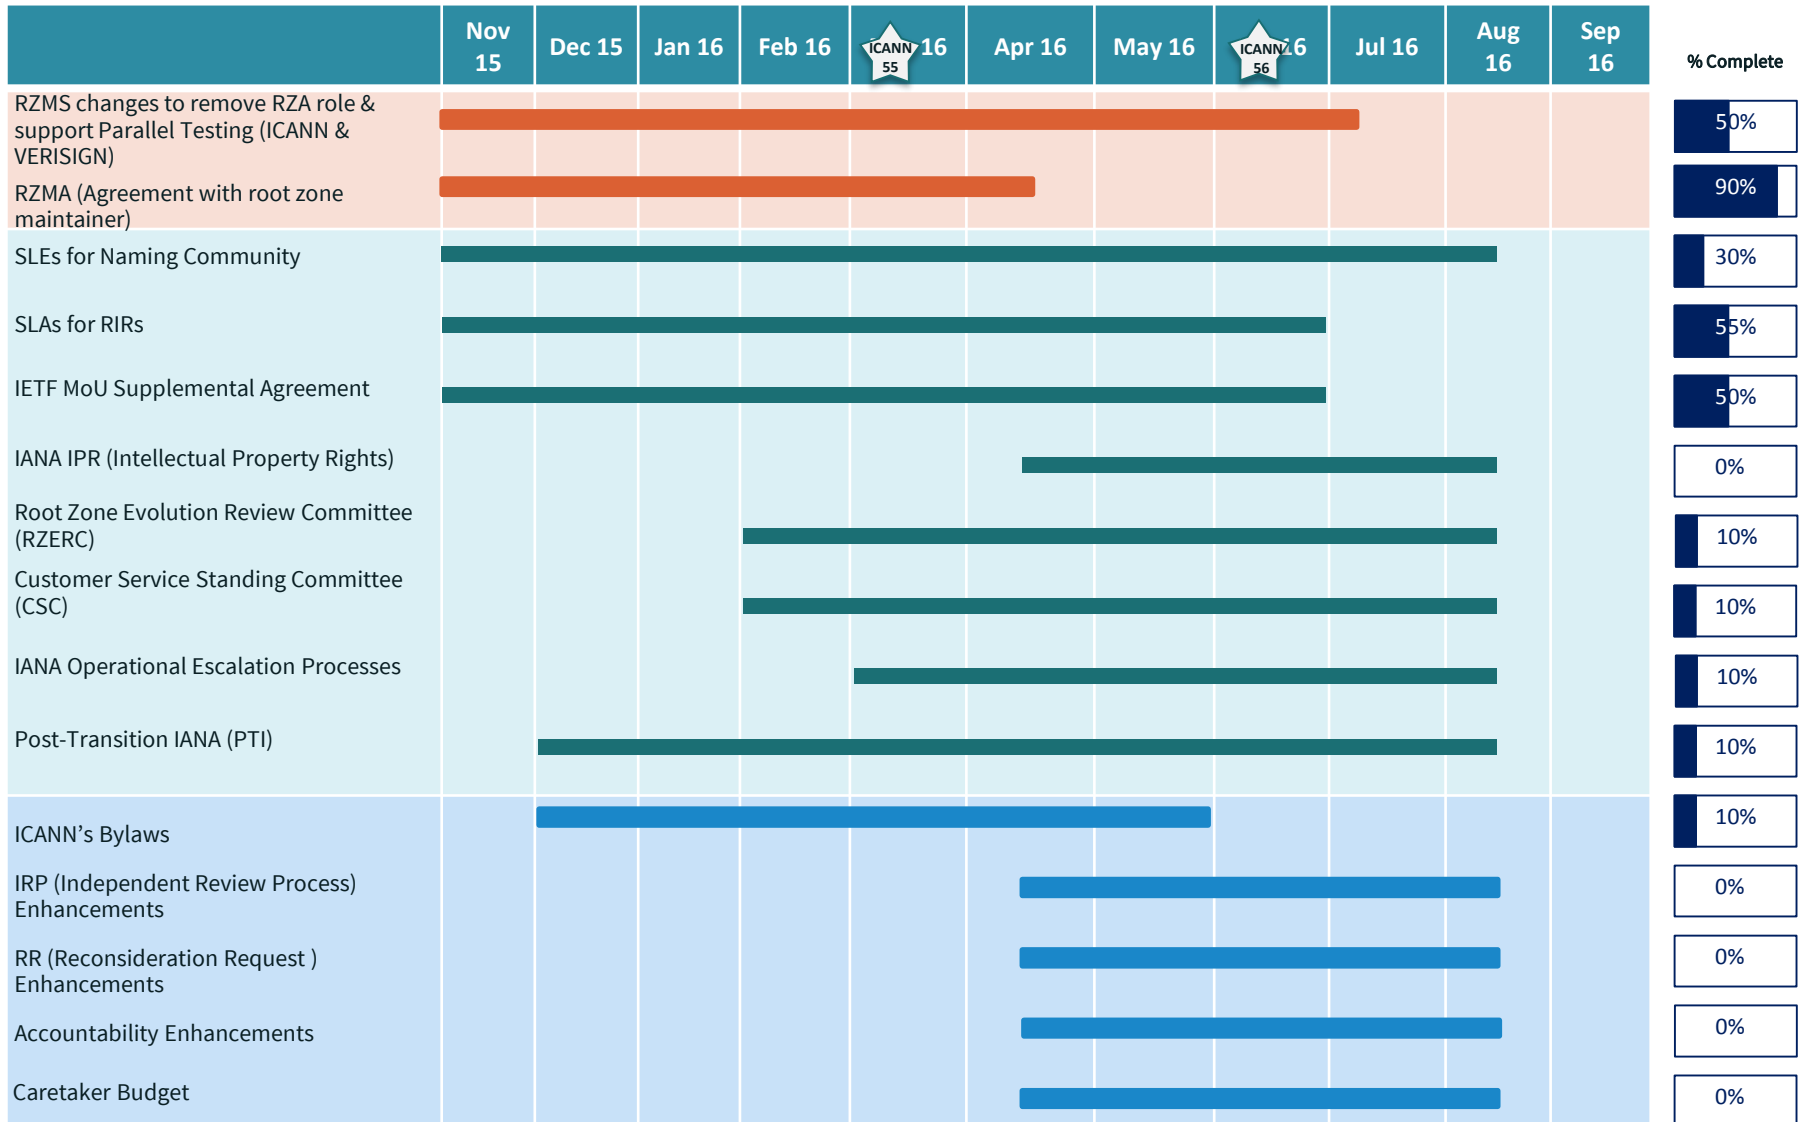 Nov
15
Dec 15
Jan 16
Feb 16
ICANN
55
16
Apr 16
May 16
ICANN
56
16
Jul 16
Aug
16
Sep
16
% Complete
RZMS changes to remove RZA role &
support Parallel Testing (ICANN &
VERISIGN)
50%
RZMA (Agreement with root zone
maintainer)
90%
SLEs for Naming Community
30%
SLAs for RIRs
55%
IETF MoU Supplemental Agreement
50%
IANA IPR (Intellectual Property Rights)
0%
Root Zone Evolution Review Committee
(RZERC)
10%
Customer Service Standing Committee
(CSC)
10%
IANA Operational Escalation Processes
10%
Post-Transition IANA (PTI)
10%
ICANN’s Bylaws
10%
IRP (Independent Review Process)
Enhancements
0%
RR (Reconsideration Request )
Enhancements
0%
Accountability Enhancements
0%
Caretaker Budget
0%